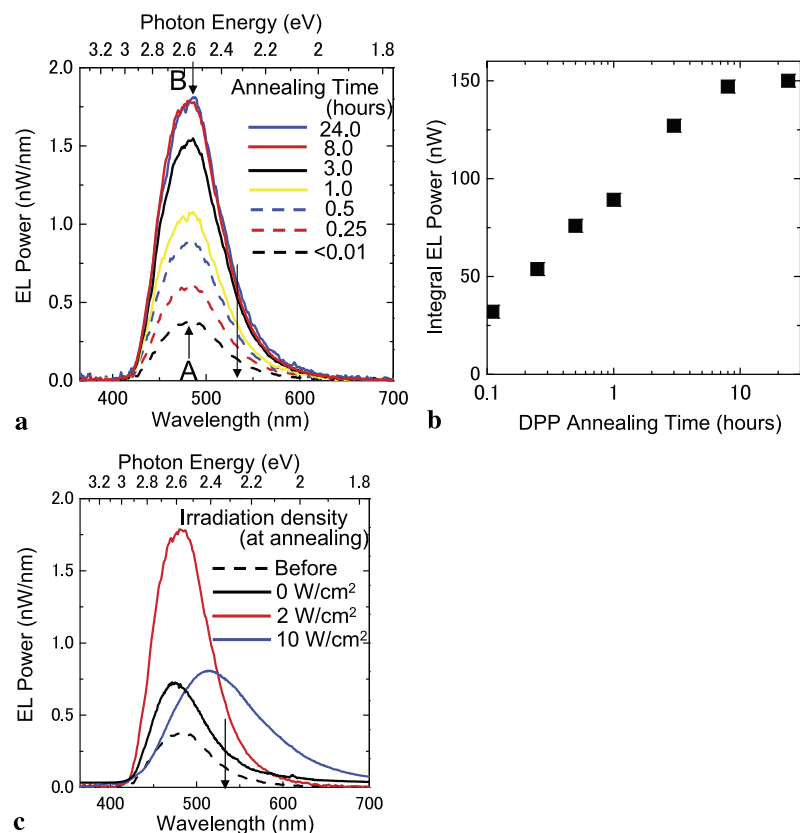 Photon Energy (eV)
3.2 3 2.8 2.6 2.4 2.2 2 1.8
2.0
1.5
1.0
0.5
0.0
EL Power (nW/nm)
B
A
Annealing Time
(hours)
24.0
8.0
3.0
1.0
0.5
0.25
<0.01
400 500 600 700
Wavelength (nm)
a
150
100
50
0
Integral EL Power (nW)
0.1 1 10
DPP Annealing Time (hours)
b
Photon Energy (eV)
3.2 3 2.8 2.6 2.4 2.2 2 1.8
2.0
1.5
1.0
0.5
0.0
EL Power (nW/nm)
Irradiation density
(at annealing)
Before
0 W/cm²
2 W/cm²
10 W/cm²
400 500 600 700
Wavelength (nm)
c